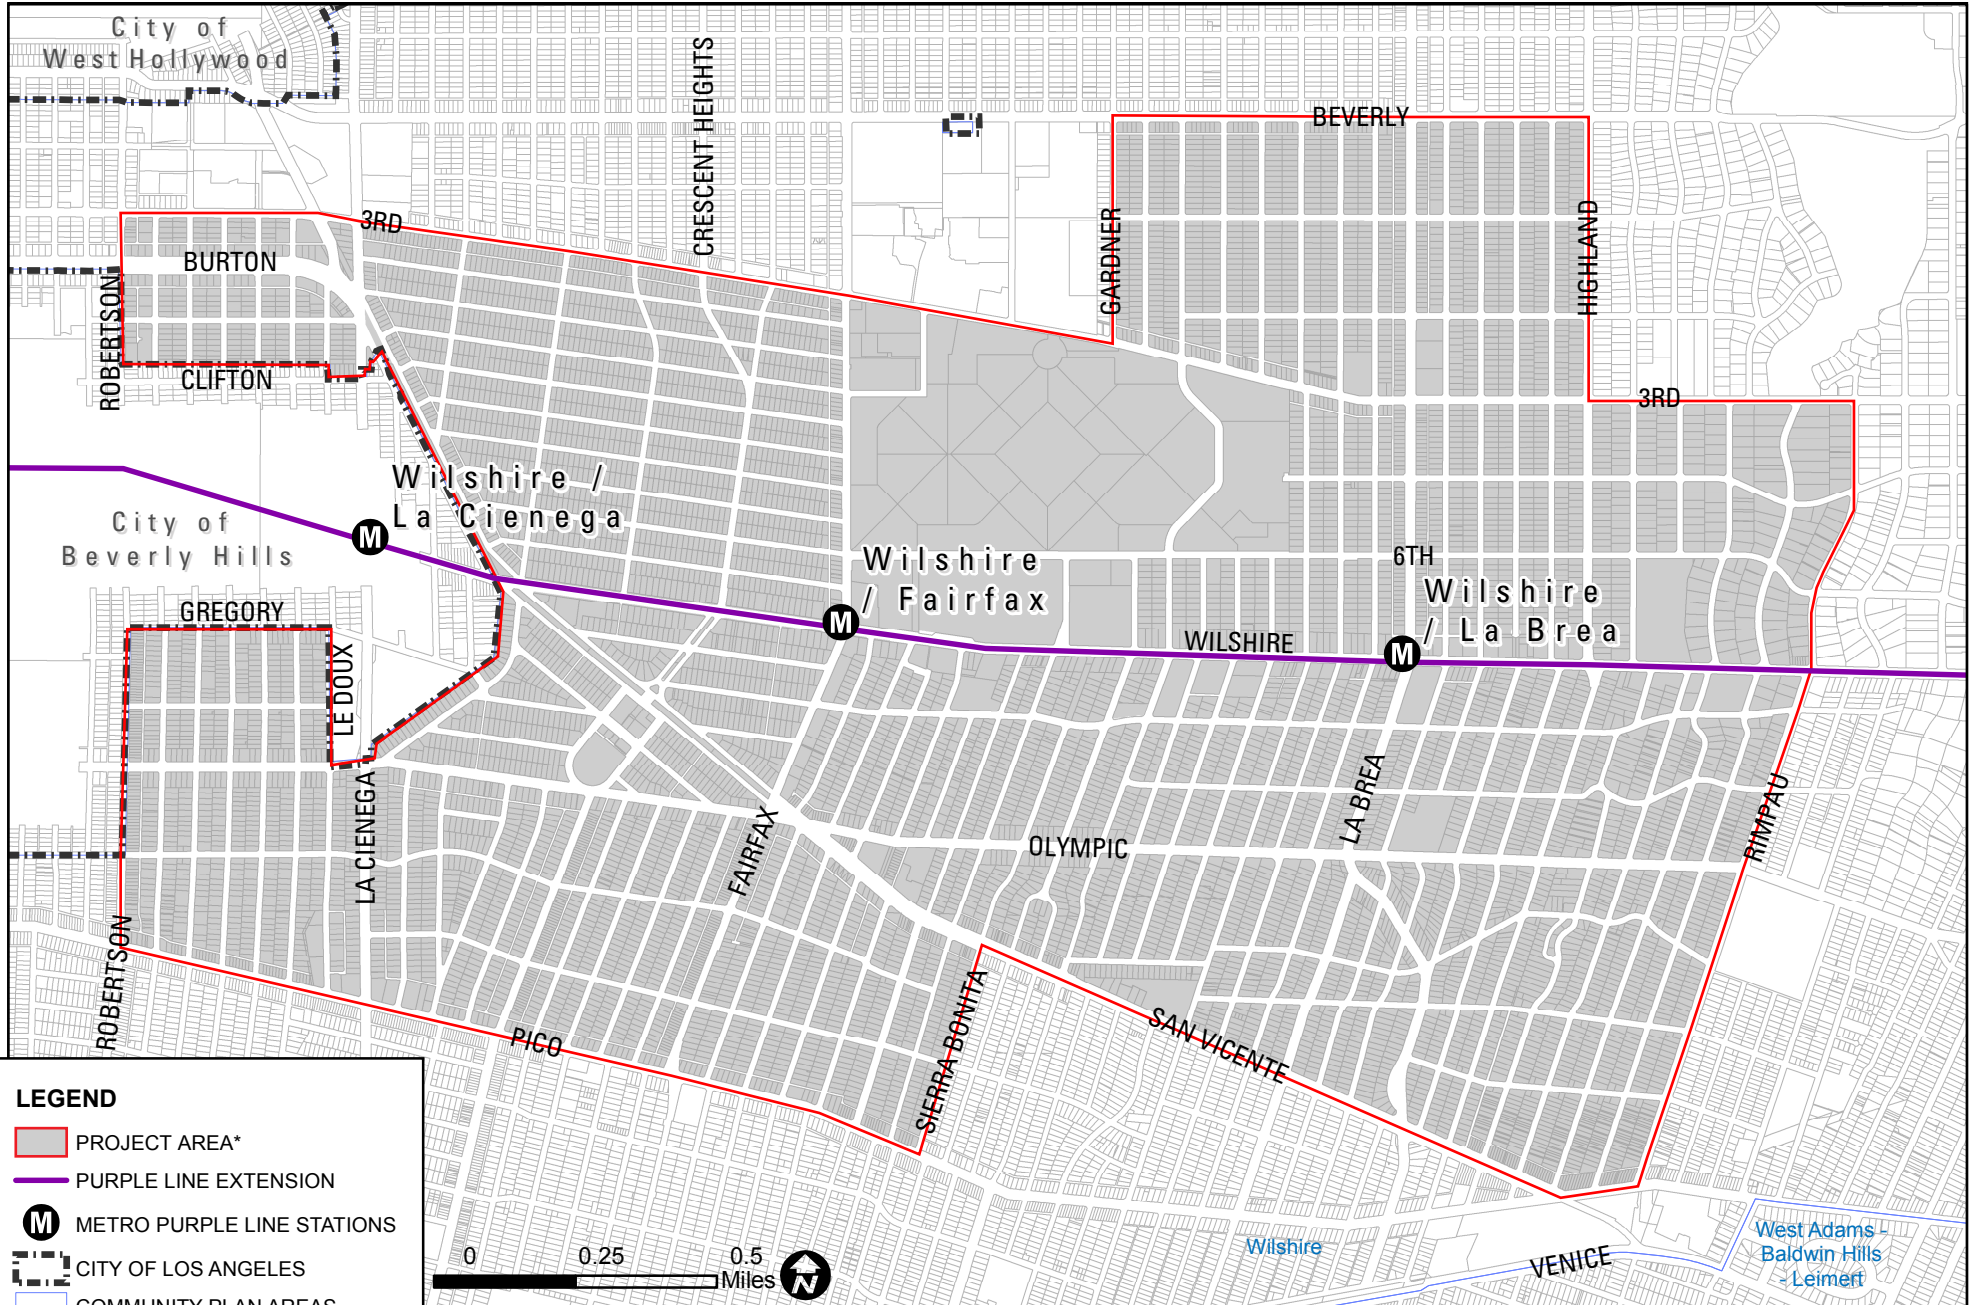 City of
West Hollywood
CRESCENT HEIGHTS
BEVERLY
3RD
BURTON
GARDNER
HIGHLAND
ROBERTSON
CLIFTON
3RD
Wilshire /
La Cienega
City of
Beverly Hills
Wilshire
/ Fairfax
6TH
Wilshire
/ La Brea
GREGORY
WILSHIRE
LE DOUX
LA CIENEGA
FAIRFAX
OLYMPIC
LA BREA
RIMPAU
ROBERTSON
PICO
SIERRA BONITA
SAN VICENTE
LEGEND
PROJECT AREA*
PURPLE LINE EXTENSION
M METRO PURPLE LINE STATIONS
CITY OF LOS ANGELES
COMMUNITY PLAN AREAS
0 0.25 0.5
Miles
N
Wilshire
VENICE
West Adams -
Baldwin Hills
- Leimert
M
M
M